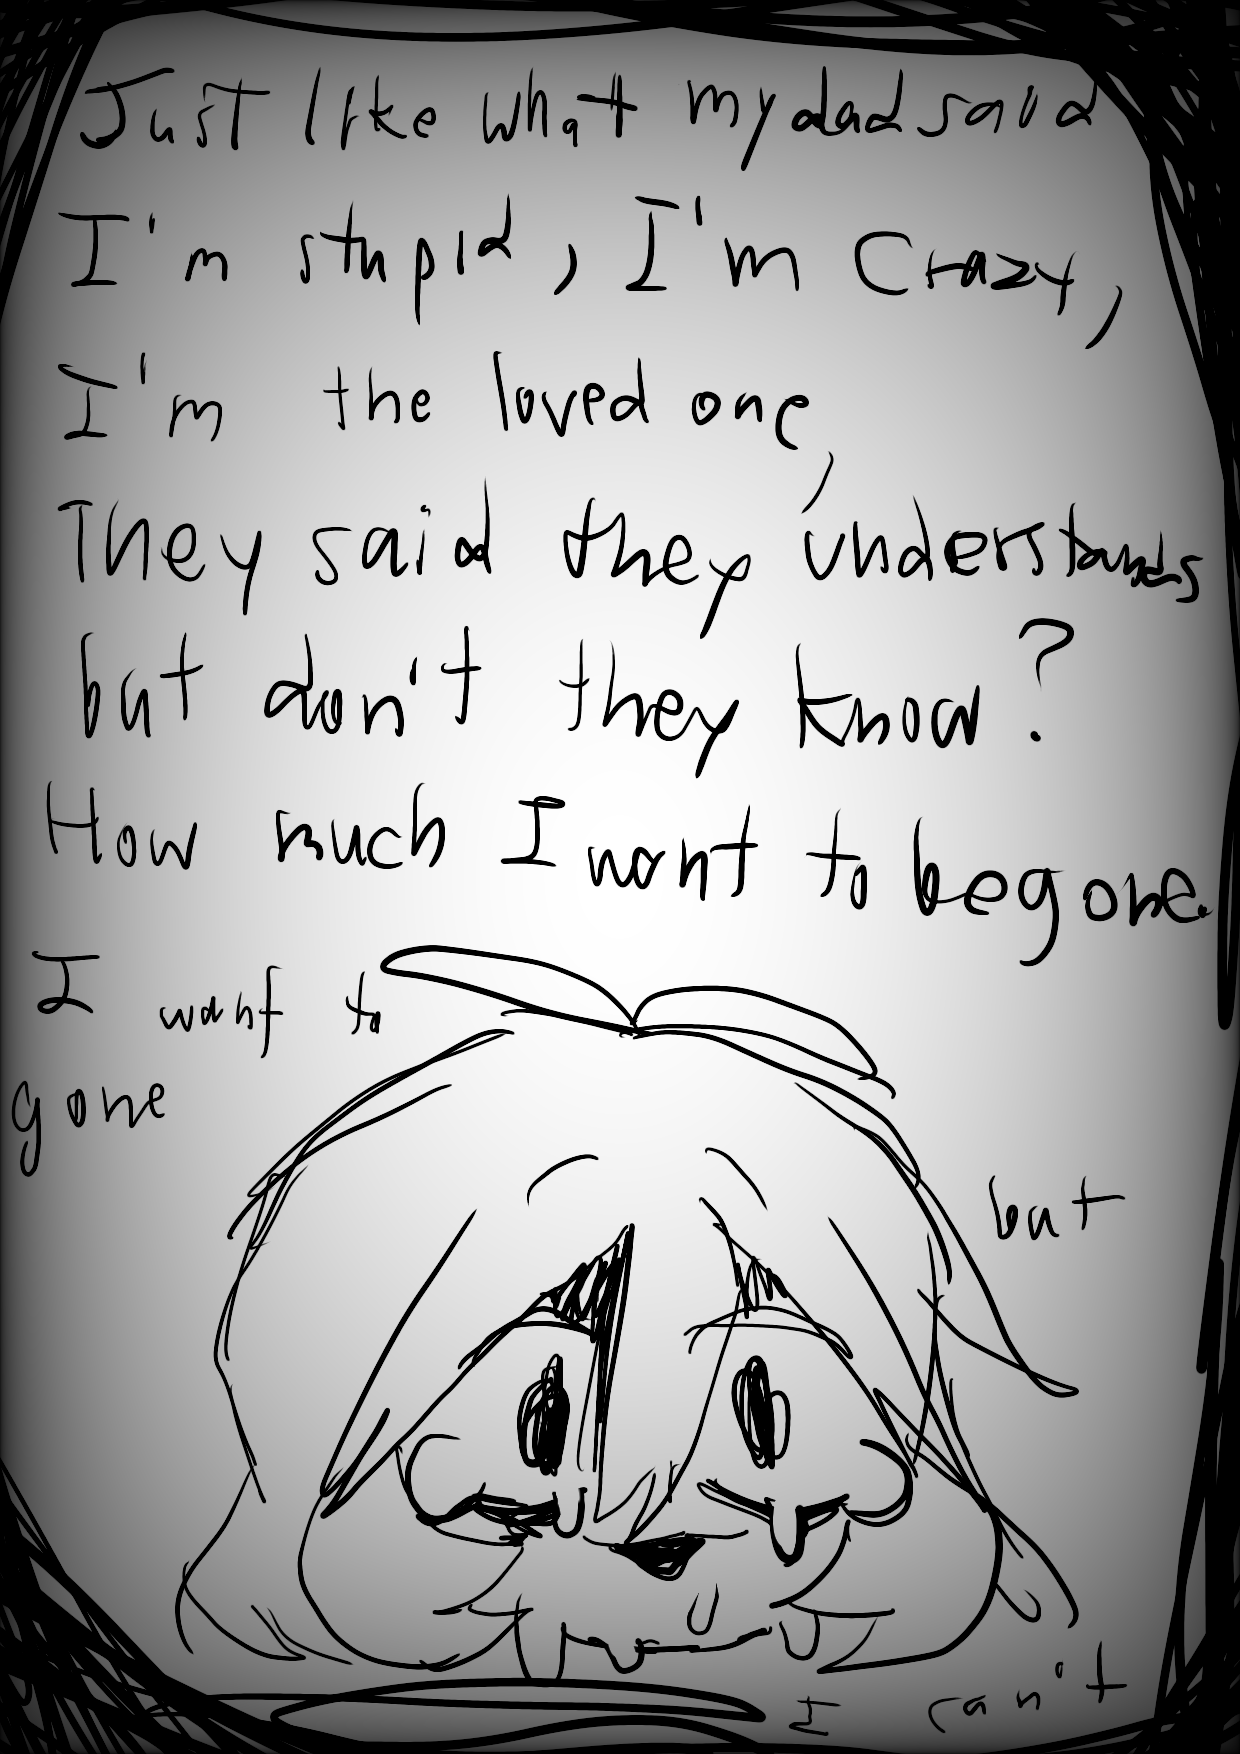 Just like what my dad said
I'm stupid, I'm crazy,
I'm the loved one,
They said they understands
but don't they know?
How much I want to be gone.
I want to
gone
but
I can't